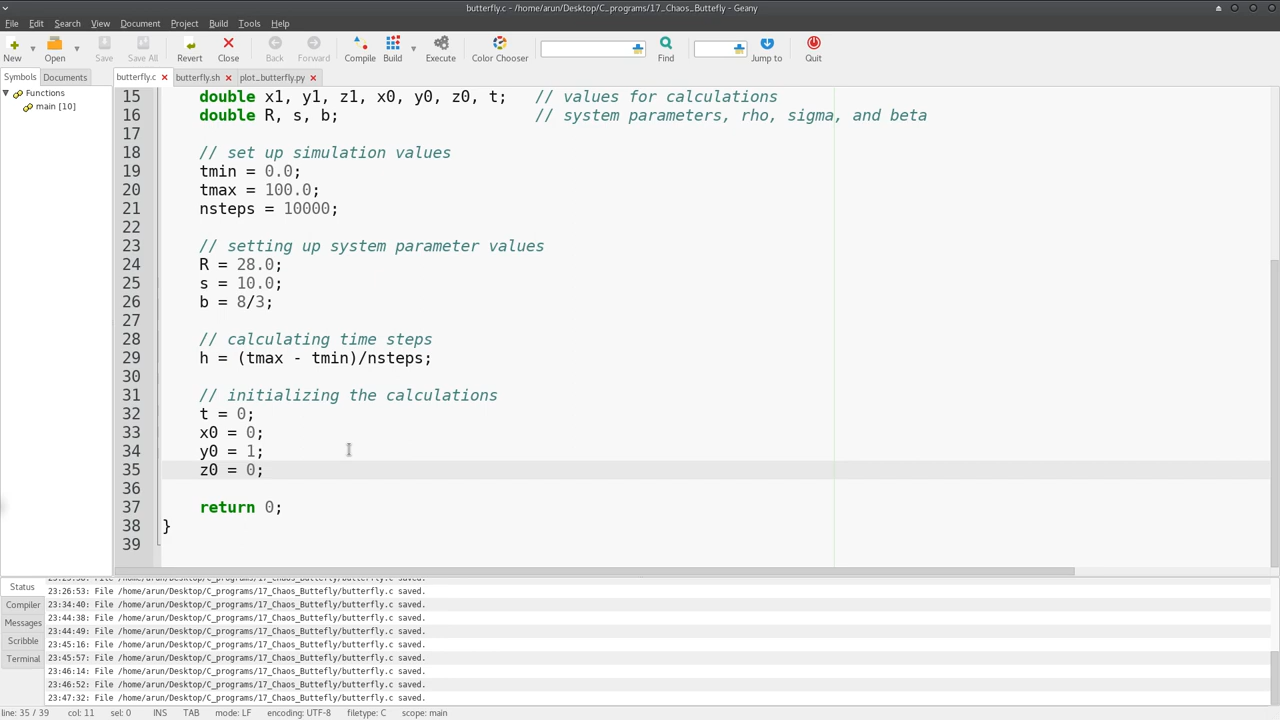 butterfly.c - /home/arun/Desktop/C_programs/17_Chaos_Buttefly - Geany
File Edit Search View Document Project Build Tools Help
New Open Save Save All Revert Close Back Forward Compile Build Execute Color Chooser Find Jump to Quit
Symbols Documents butterfly.c butterfly.sh plot_butterfly.py
Functions
main [10]
15 double x1, y1, z1, x0, y0, z0, t; // values for calculations
16 double R, s, b; // system parameters, rho, sigma, and beta
17
18 // set up simulation values
19 tmin = 0.0;
20 tmax = 100.0;
21 nsteps = 10000;
22
23 // setting up system parameter values
24 R = 28.0;
25 s = 10.0;
26 b = 8/3;
27
28 // calculating time steps
29 h = (tmax - tmin)/nsteps;
30
31 // initializing the calculations
32 t = 0;
33 x0 = 0;
34 y0 = 1;
35 z0 = 0;
36
37 return 0;
38 }
39
Status
Compiler
Messages
Scribble
Terminal
23:26:53: File /home/arun/Desktop/C_programs/17_Chaos_Buttefly/butterfly.c saved.
23:34:40: File /home/arun/Desktop/C_programs/17_Chaos_Buttefly/butterfly.c saved.
23:44:38: File /home/arun/Desktop/C_programs/17_Chaos_Buttefly/butterfly.c saved.
23:44:49: File /home/arun/Desktop/C_programs/17_Chaos_Buttefly/butterfly.c saved.
23:45:16: File /home/arun/Desktop/C_programs/17_Chaos_Buttefly/butterfly.c saved.
23:45:57: File /home/arun/Desktop/C_programs/17_Chaos_Buttefly/butterfly.c saved.
23:46:14: File /home/arun/Desktop/C_programs/17_Chaos_Buttefly/butterfly.c saved.
23:46:52: File /home/arun/Desktop/C_programs/17_Chaos_Buttefly/butterfly.c saved.
23:47:32: File /home/arun/Desktop/C_programs/17_Chaos_Buttefly/butterfly.c saved.
line: 35 / 39 col: 11 sel: 0 INS TAB mode: LF encoding: UTF-8 filetype: C scope: main